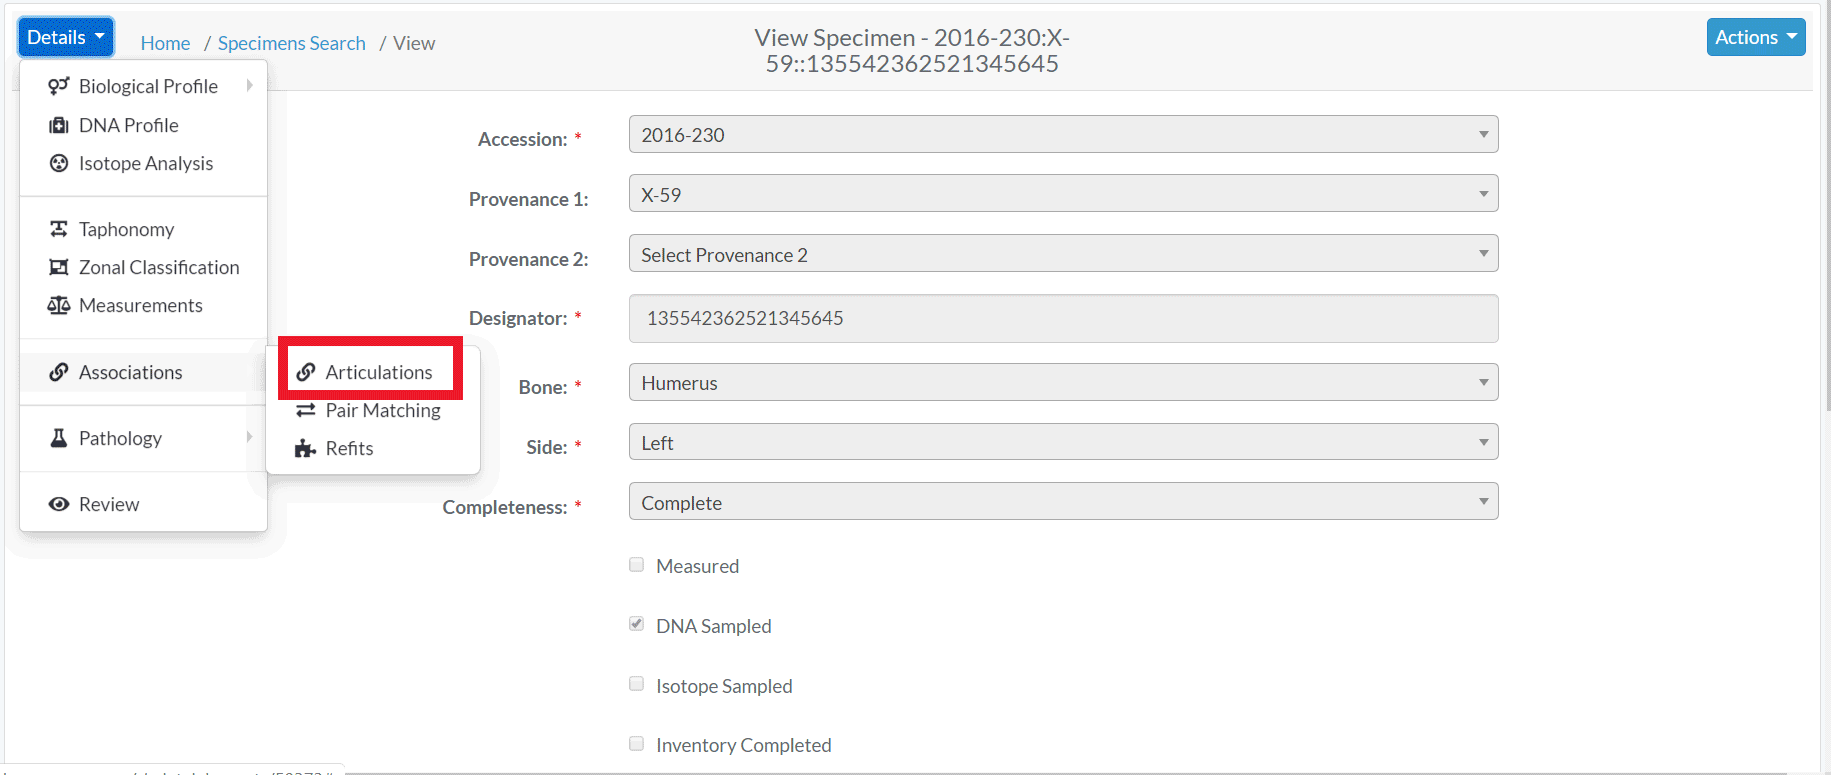 Details
Home / Specimens Search / View
View Specimen - 2016-230:X-
59::135542362521345645
Actions
Biological Profile
DNA Profile
Isotope Analysis
Taphonomy
Zonal Classification
Measurements
Associations
Pathology
Review
Articulations
Pair Matching
Refits
Accession: * 2016-230
Provenance 1: X-59
Provenance 2: Select Provenance 2
Designator: * 135542362521345645
Bone: * Humerus
Side: * Left
Completeness: * Complete
Measured
DNA Sampled
Isotope Sampled
Inventory Completed